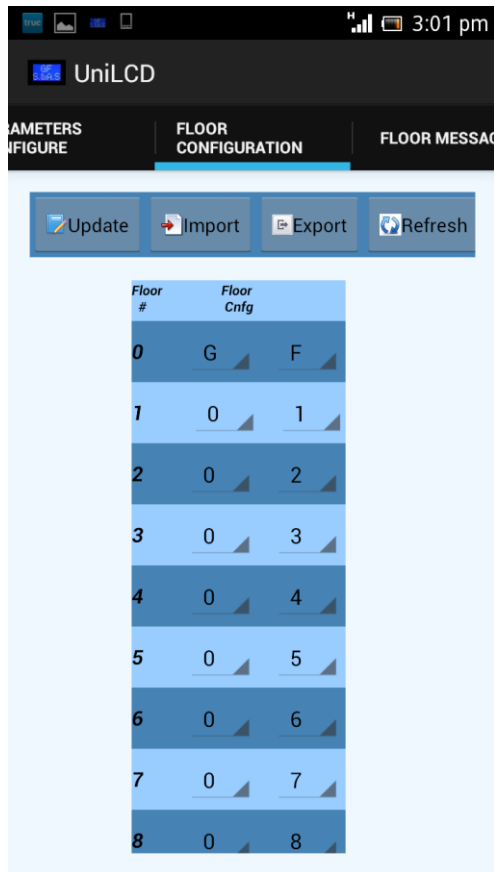 true H 3:01 pm
GF
S.L.A.S UniLCD
RAMETERS FLOOR FLOOR MESSAG
NFIGURE CONFIGURATION
Update Import Export Refresh
Floor Floor
# Cnfg
0 G F
1 0 1
2 0 2
3 0 3
4 0 4
5 0 5
6 0 6
7 0 7
8 0 8